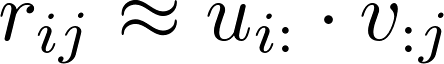 r_{ij} ≈ u_{i:} · v_{:j}